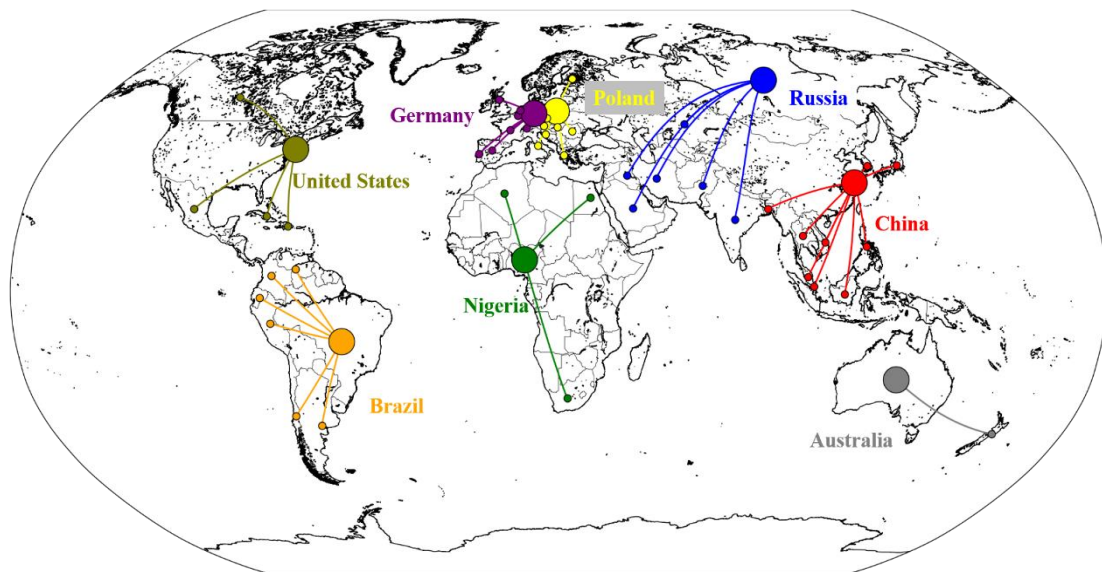 Germany
Poland
Russia
United States
China
Nigeria
Brazil
Australia